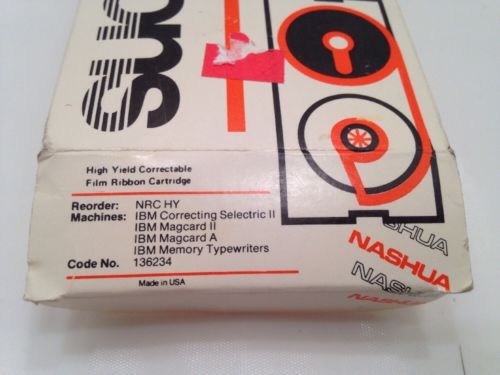 High Yield Correctable
Film Ribbon Cartridge
Reorder: NRC HY
Machines: IBM Correcting Selectric II
IBM Magcard II
IBM Magcard A
IBM Memory Typewriters
Code No. 136234
Made in USA
NASHUA
NASHUA